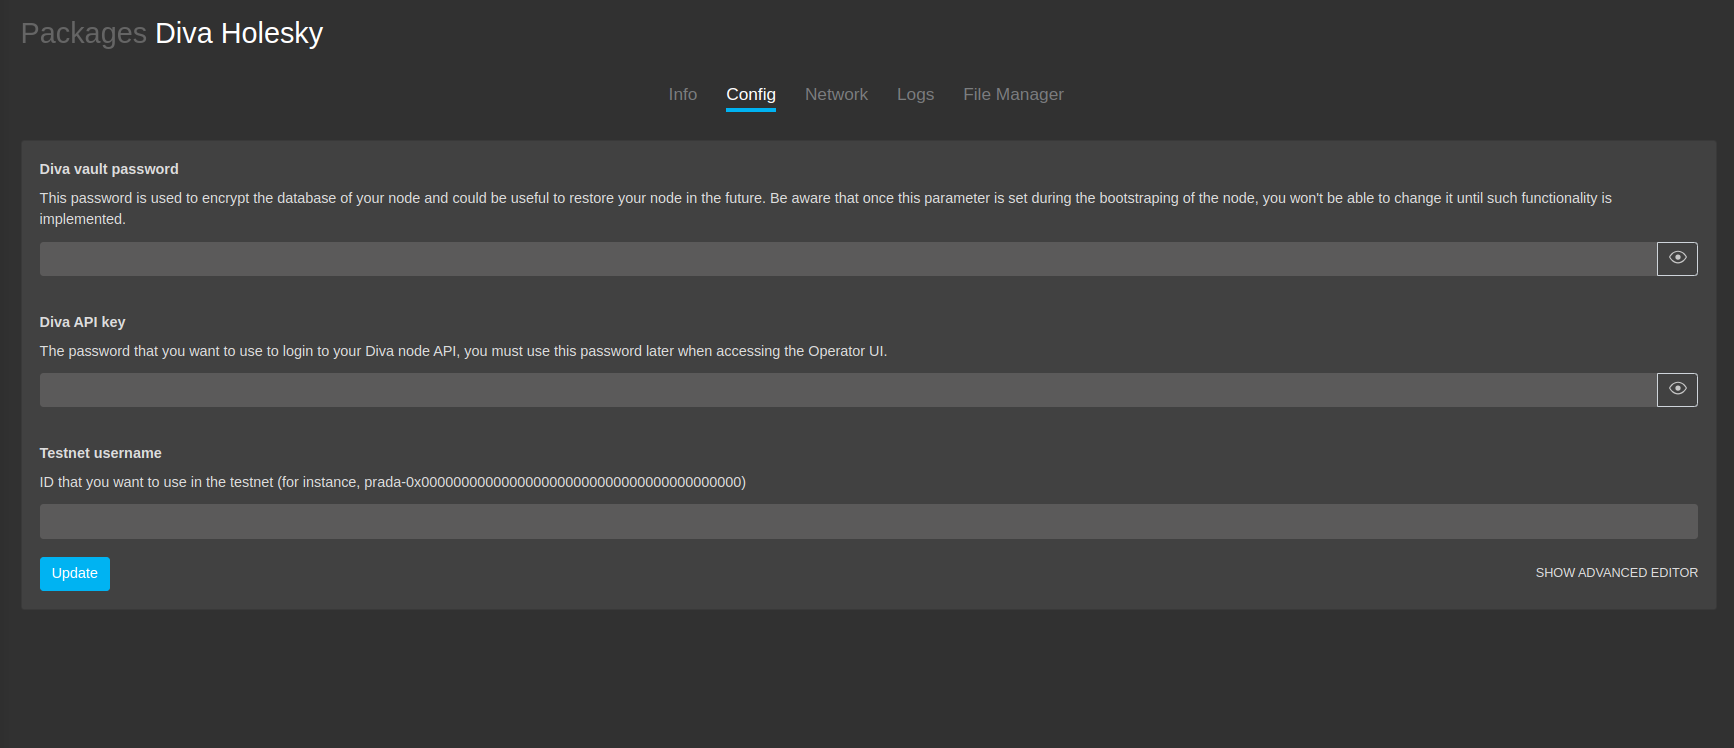 Packages Diva Holesky
Info Config Network Logs File Manager
Diva vault password
This password is used to encrypt the database of your node and could be useful to restore your node in the future. Be aware that once this parameter is set during the bootstraping of the node, you won't be able to change it until such functionality is
implemented.
Diva API key
The password that you want to use to login to your Diva node API, you must use this password later when accessing the Operator UI.
Testnet username
ID that you want to use in the testnet (for instance, prada-0x0000000000000000000000000000000000000000)
Update SHOW ADVANCED EDITOR